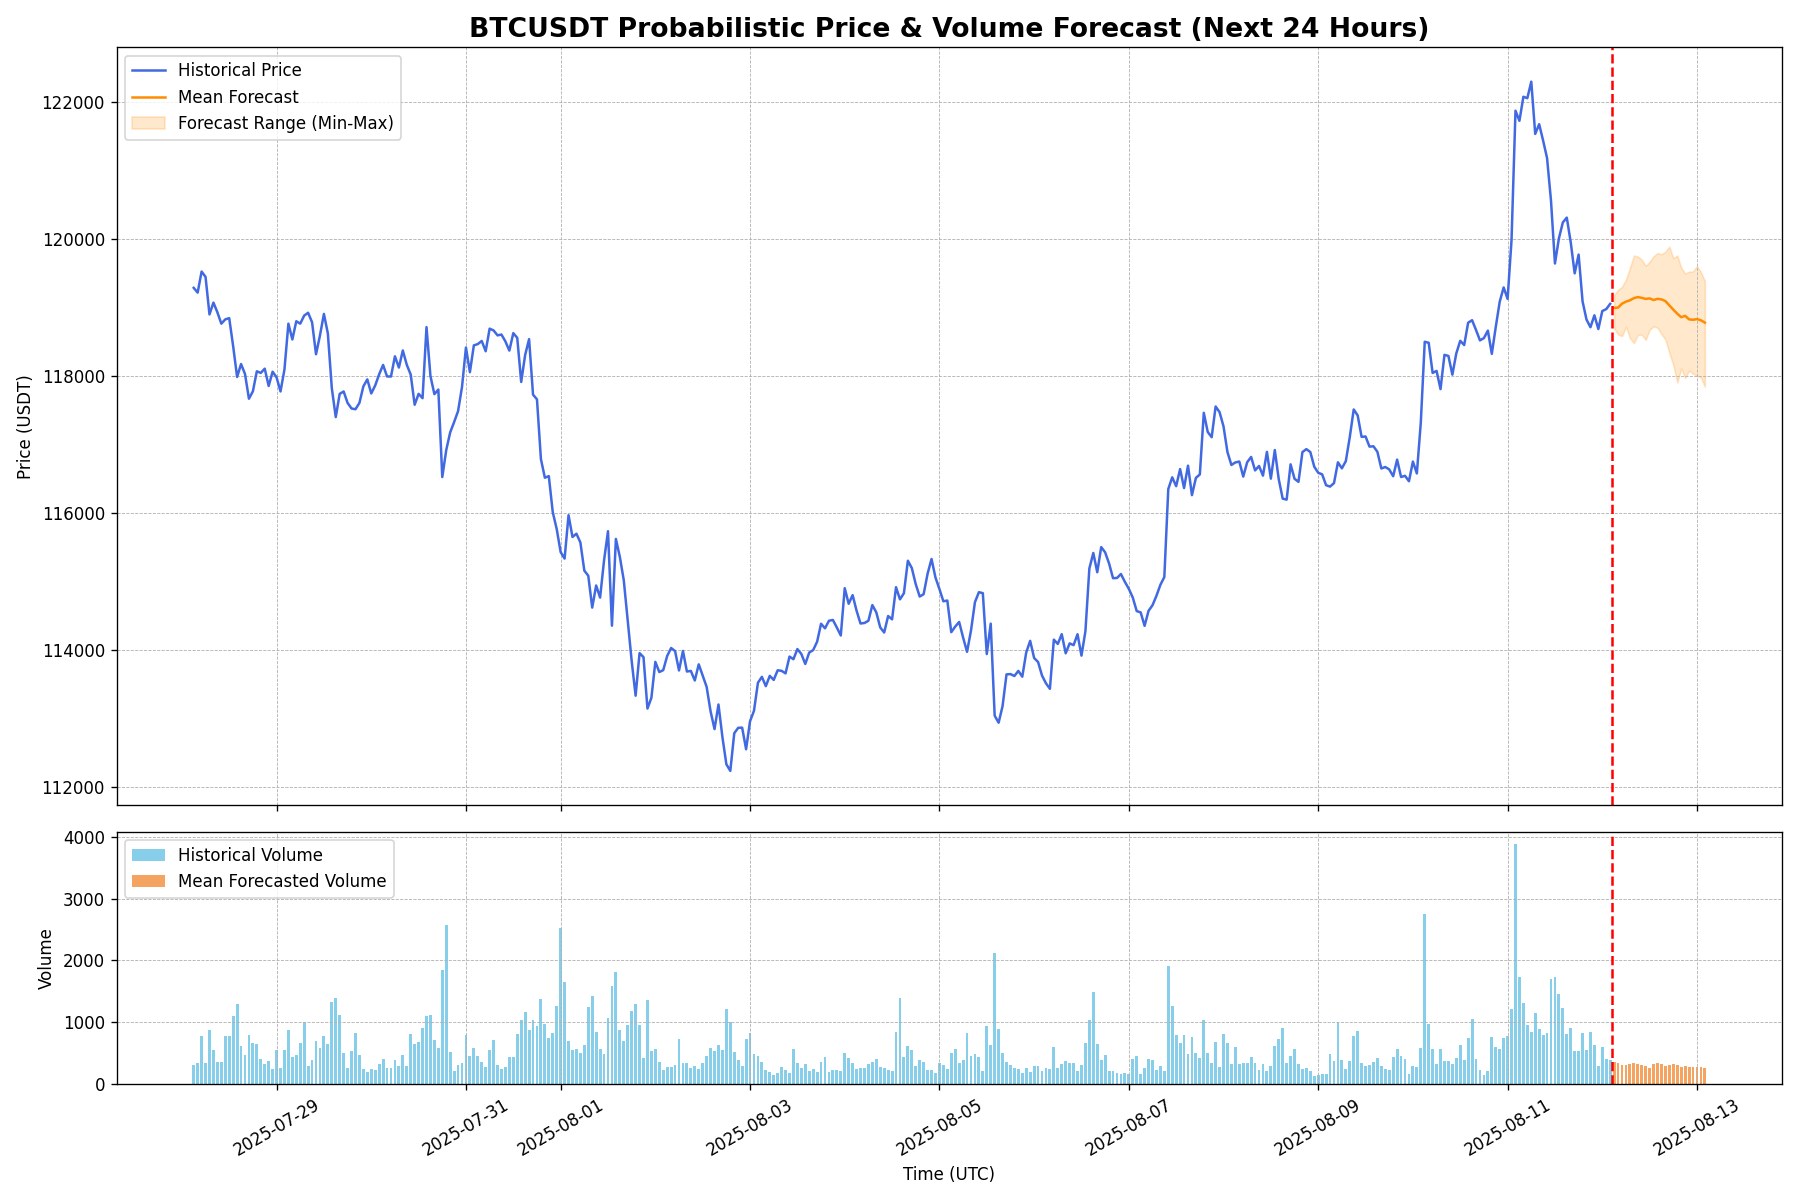 BTCUSDT Probabilistic Price & Volume Forecast (Next 24 Hours)
Historical Price
Mean Forecast
Forecast Range (Min-Max)
122000
120000
118000
116000
114000
112000
Price (USDT)
Historical Volume
Mean Forecasted Volume
4000
3000
2000
1000
0
Volume
2025-07-29
2025-07-31
2025-08-01
2025-08-03
2025-08-05
2025-08-07
2025-08-09
2025-08-11
2025-08-13
Time (UTC)